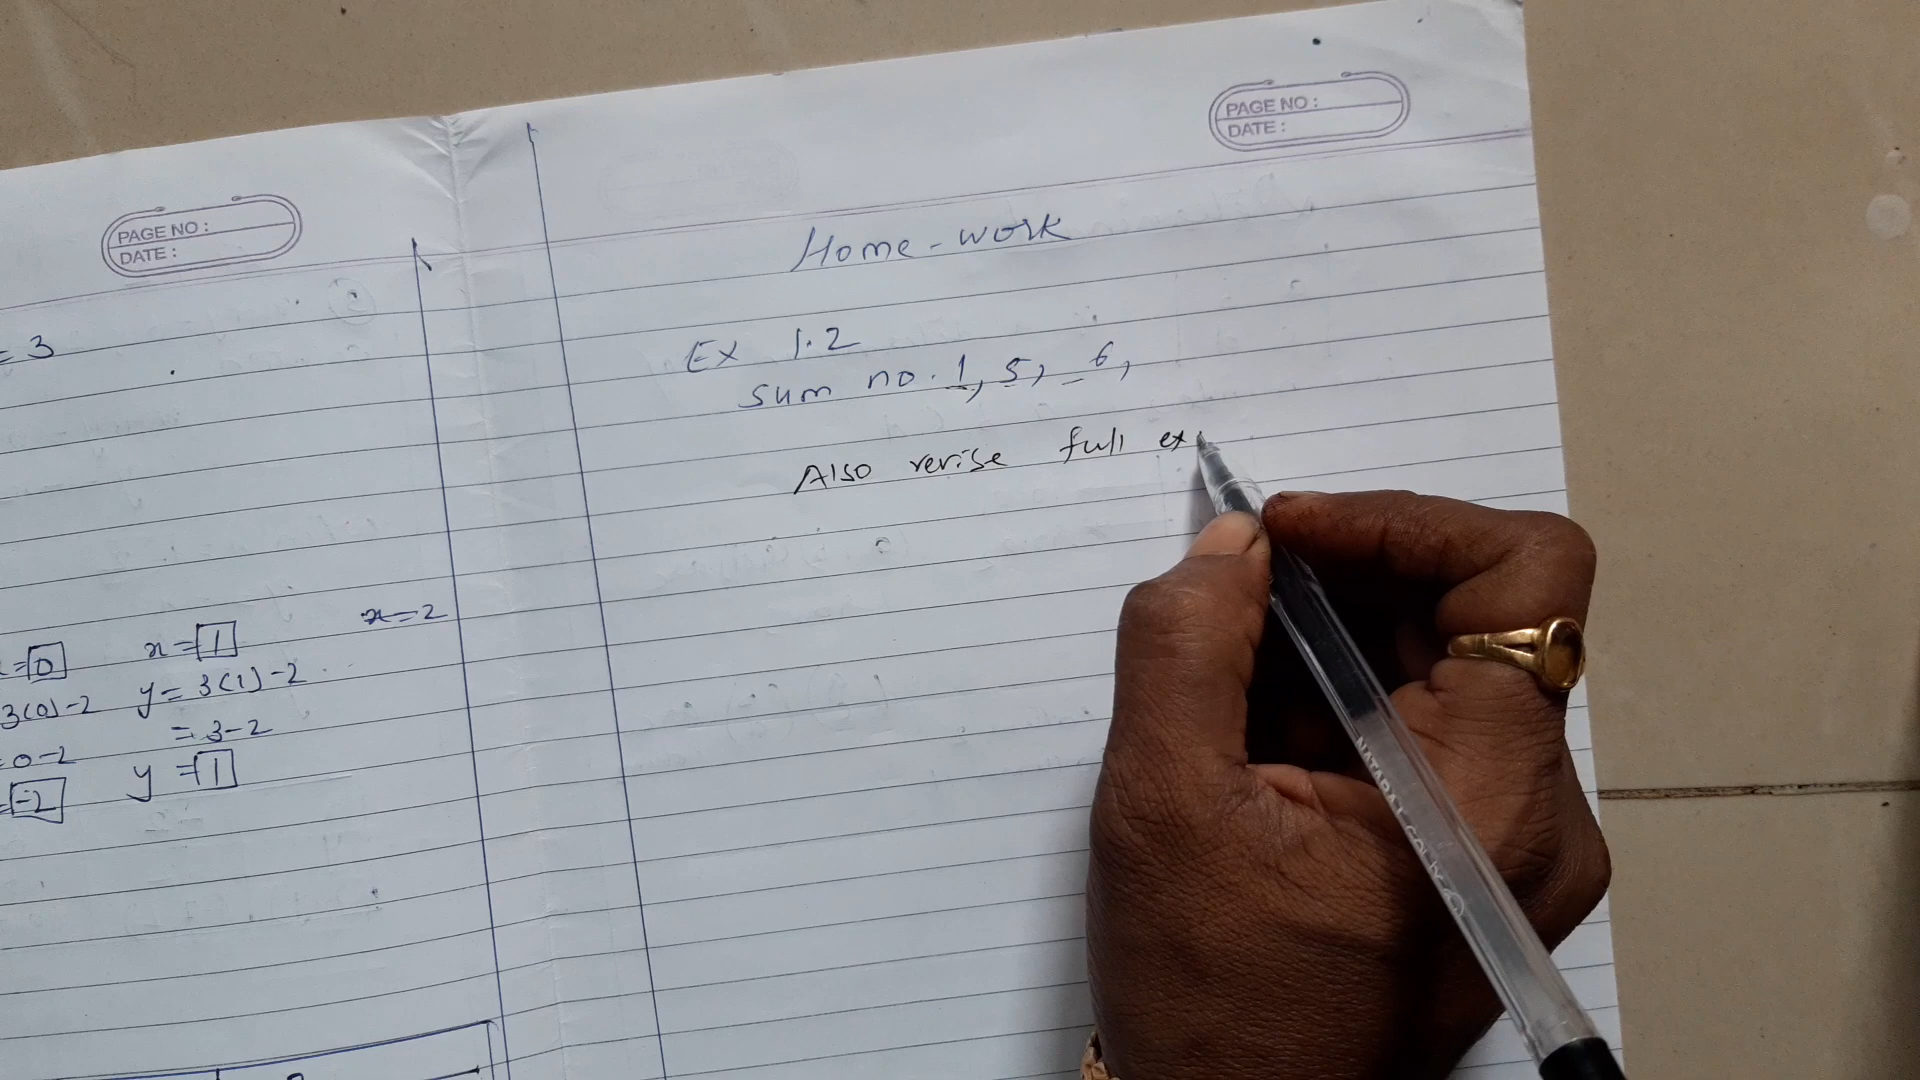 PAGE NO :
DATE :
= 3
x = 2
= 0
3(0) - 2
= 0 - 2
= -2
x = 1
y = 3(1) - 2
= 3 - 2
y = 1
PAGE NO :
DATE :
Home - work
Ex 1.2
sum no. 1, 5, 6,
Also revise full ex
NATARAJ